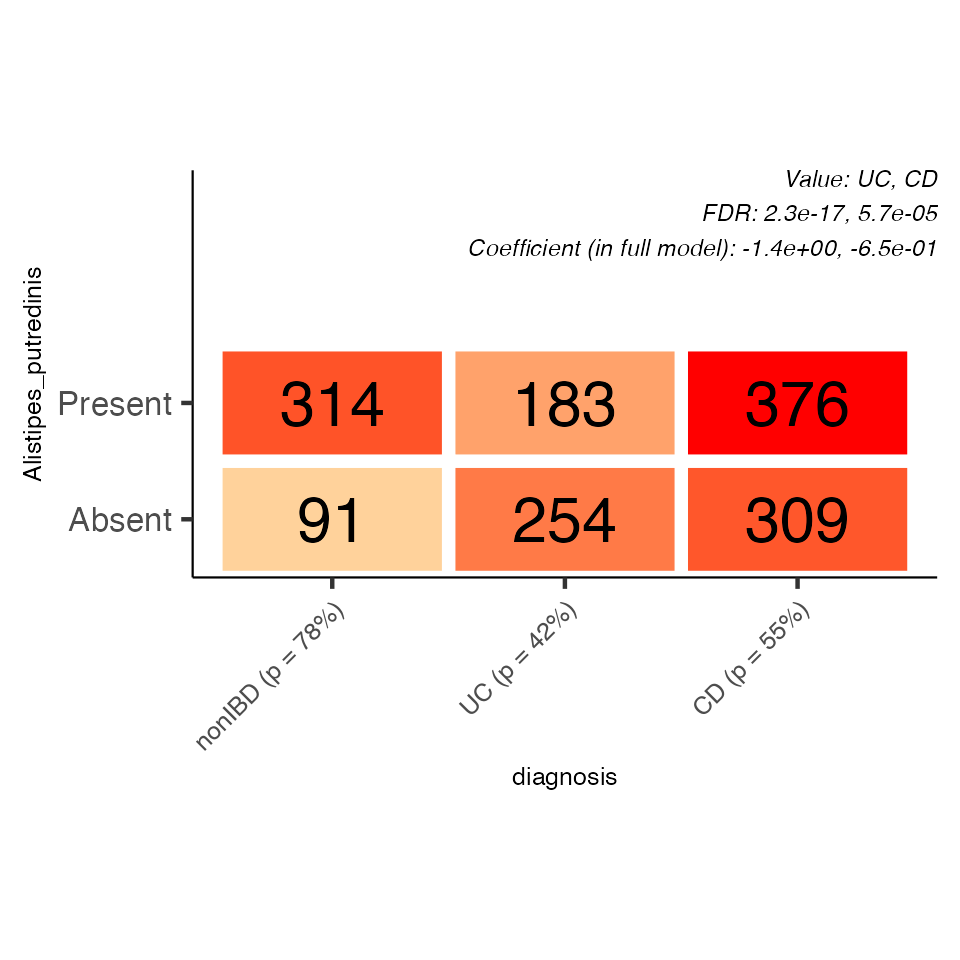 Value: UC, CD
FDR: 2.3e-17, 5.7e-05
Coefficient (in full model): -1.4e+00, -6.5e-01
Alistipes_putredinis
Present
314
183
376
Absent
91
254
309
nonIBD (p = 78%)
UC (p = 42%)
CD (p = 55%)
diagnosis